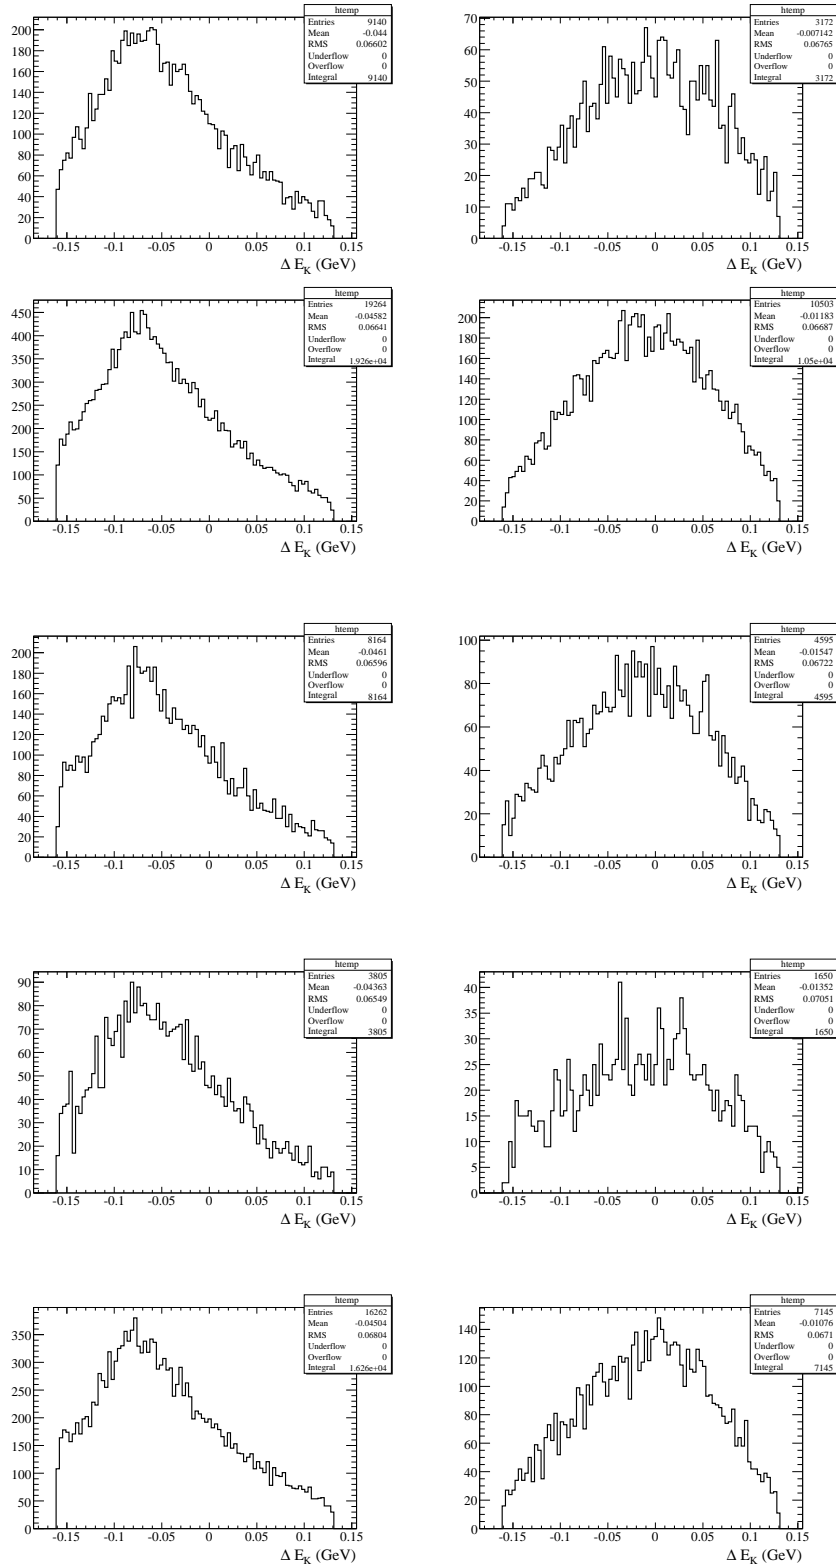 htemp
Entries 9140
Mean -0.044
RMS 0.06602
Underflow 0
Overflow 0
Integral 9140
200
180
160
140
120
100
80
60
40
20
0
-0.15 -0.1 -0.05 0 0.05 0.1 0.15
Δ E_K (GeV)
htemp
Entries 3172
Mean -0.007142
RMS 0.06765
Underflow 0
Overflow 0
Integral 3172
70
60
50
40
30
20
10
0
-0.15 -0.1 -0.05 0 0.05 0.1 0.15
Δ E_K (GeV)
htemp
Entries 19264
Mean -0.04582
RMS 0.06641
Underflow 0
Overflow 0
Integral 1.926e+04
450
400
350
300
250
200
150
100
50
0
-0.15 -0.1 -0.05 0 0.05 0.1 0.15
Δ E_K (GeV)
htemp
Entries 10503
Mean -0.01183
RMS 0.06687
Underflow 0
Overflow 0
Integral 1.05e+04
200
180
160
140
120
100
80
60
40
20
0
-0.15 -0.1 -0.05 0 0.05 0.1 0.15
Δ E_K (GeV)
htemp
Entries 8164
Mean -0.0461
RMS 0.06596
Underflow 0
Overflow 0
Integral 8164
200
180
160
140
120
100
80
60
40
20
0
-0.15 -0.1 -0.05 0 0.05 0.1 0.15
Δ E_K (GeV)
htemp
Entries 4595
Mean -0.01547
RMS 0.06722
Underflow 0
Overflow 0
Integral 4595
100
80
60
40
20
0
-0.15 -0.1 -0.05 0 0.05 0.1 0.15
Δ E_K (GeV)
htemp
Entries 3805
Mean -0.04363
RMS 0.06549
Underflow 0
Overflow 0
Integral 3805
90
80
70
60
50
40
30
20
10
0
-0.15 -0.1 -0.05 0 0.05 0.1 0.15
Δ E_K (GeV)
htemp
Entries 1650
Mean -0.01352
RMS 0.07051
Underflow 0
Overflow 0
Integral 1650
40
35
30
25
20
15
10
5
0
-0.15 -0.1 -0.05 0 0.05 0.1 0.15
Δ E_K (GeV)
htemp
Entries 16262
Mean -0.04504
RMS 0.06804
Underflow 0
Overflow 0
Integral 1.626e+04
350
300
250
200
150
100
50
0
-0.15 -0.1 -0.05 0 0.05 0.1 0.15
Δ E_K (GeV)
htemp
Entries 7145
Mean -0.01076
RMS 0.0671
Underflow 0
Overflow 0
Integral 7145
140
120
100
80
60
40
20
0
-0.15 -0.1 -0.05 0 0.05 0.1 0.15
Δ E_K (GeV)